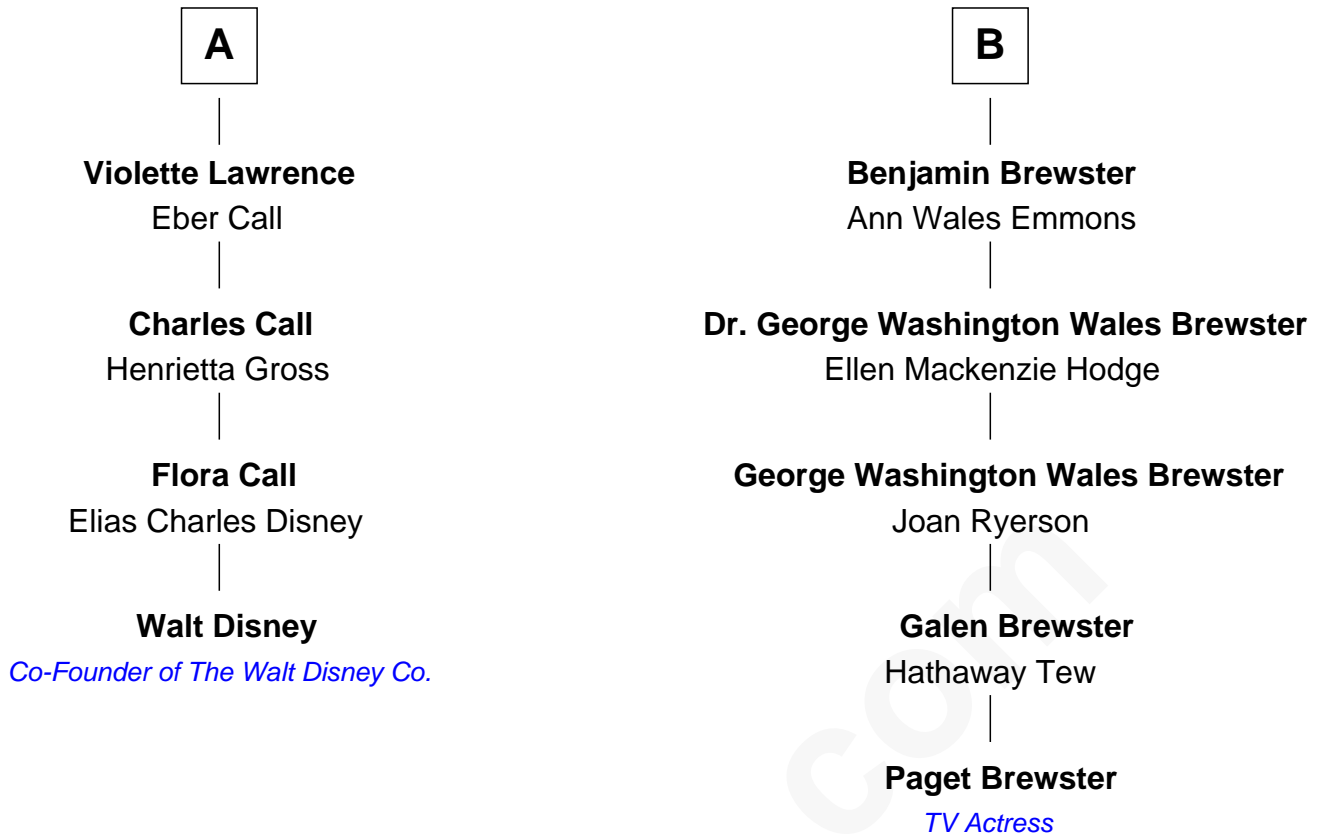 A
Violette Lawrence
Eber Call
Charles Call
Henrietta Gross
Flora Call
Elias Charles Disney
Walt Disney
Co-Founder of The Walt Disney Co.
B
Benjamin Brewster
Ann Wales Emmons
Dr. George Washington Wales Brewster
Ellen Mackenzie Hodge
George Washington Wales Brewster
Joan Ryerson
Galen Brewster
Hathaway Tew
Paget Brewster
TV Actress
com